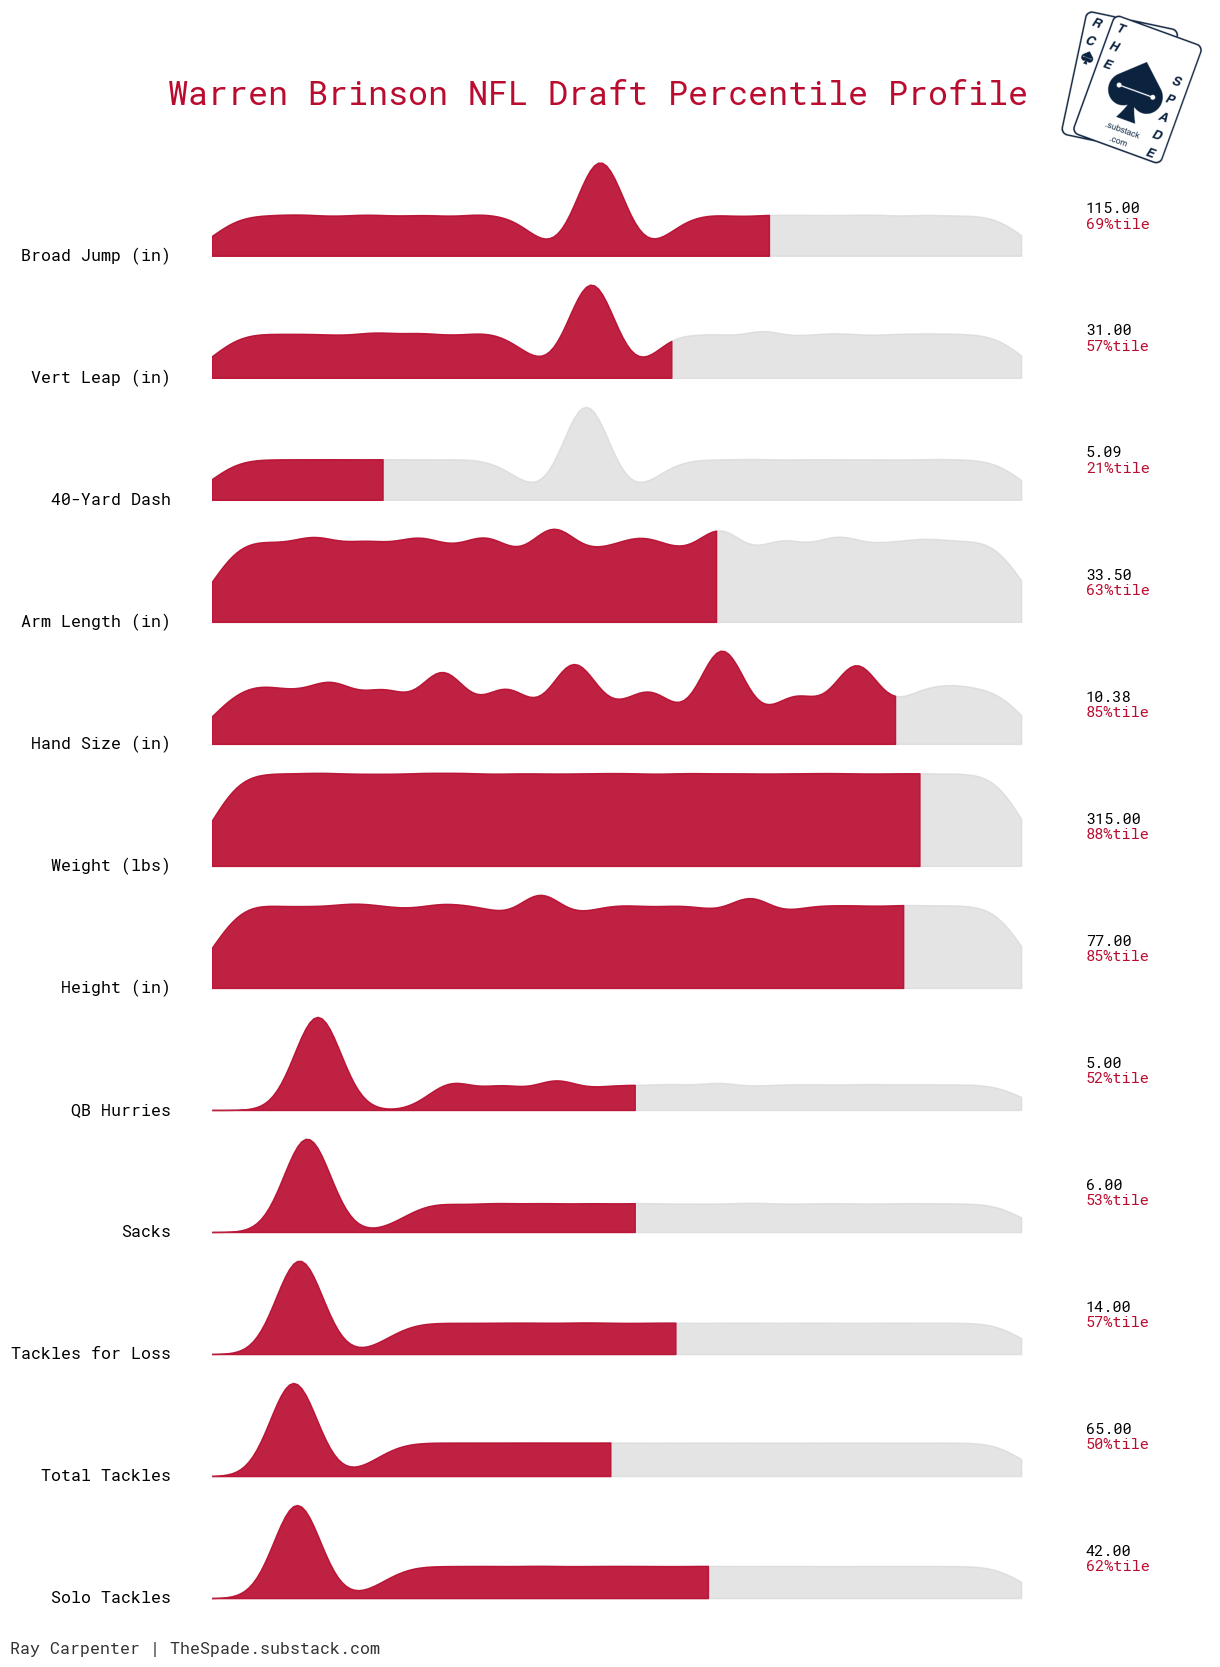 RC
THE
SPADE
.substack
.com
Warren Brinson NFL Draft Percentile Profile
Broad Jump (in)
115.00
69%tile
Vert Leap (in)
31.00
57%tile
40-Yard Dash
5.09
21%tile
Arm Length (in)
33.50
63%tile
Hand Size (in)
10.38
85%tile
Weight (lbs)
315.00
88%tile
Height (in)
77.00
85%tile
QB Hurries
5.00
52%tile
Sacks
6.00
53%tile
Tackles for Loss
14.00
57%tile
Total Tackles
65.00
50%tile
Solo Tackles
42.00
62%tile
Ray Carpenter | TheSpade.substack.com